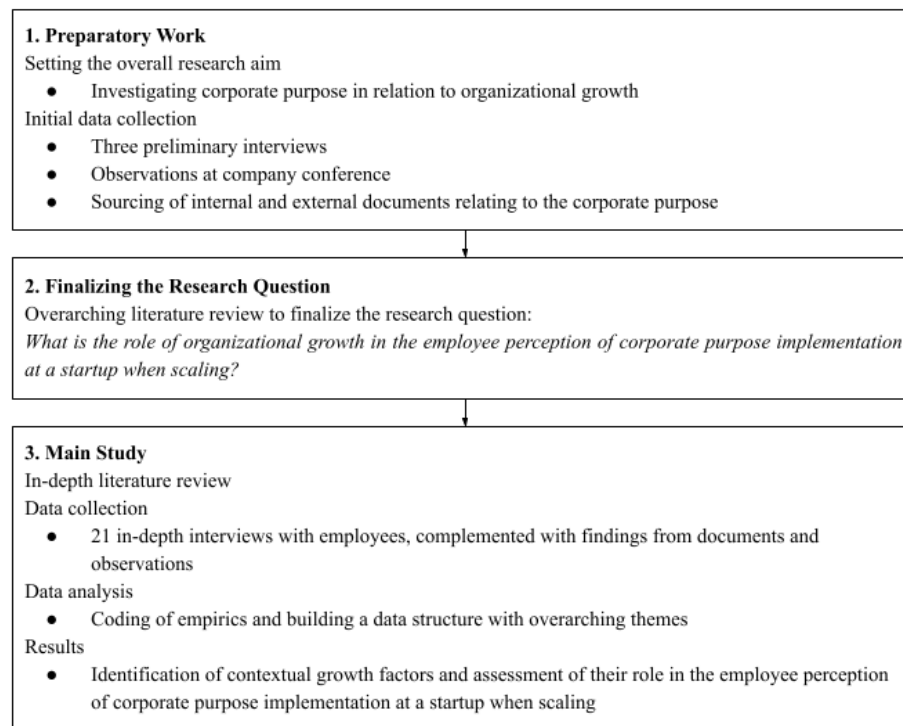 1. Preparatory Work
Setting the overall research aim
● Investigating corporate purpose in relation to organizational growth
Initial data collection
● Three preliminary interviews
● Observations at company conference
● Sourcing of internal and external documents relating to the corporate purpose
2. Finalizing the Research Question
Overarching literature review to finalize the research question:
What is the role of organizational growth in the employee perception of corporate purpose implementation
at a startup when scaling?
3. Main Study
In-depth literature review
Data collection
● 21 in-depth interviews with employees, complemented with findings from documents and
observations
Data analysis
● Coding of empirics and building a data structure with overarching themes
Results
● Identification of contextual growth factors and assessment of their role in the employee perception
of corporate purpose implementation at a startup when scaling